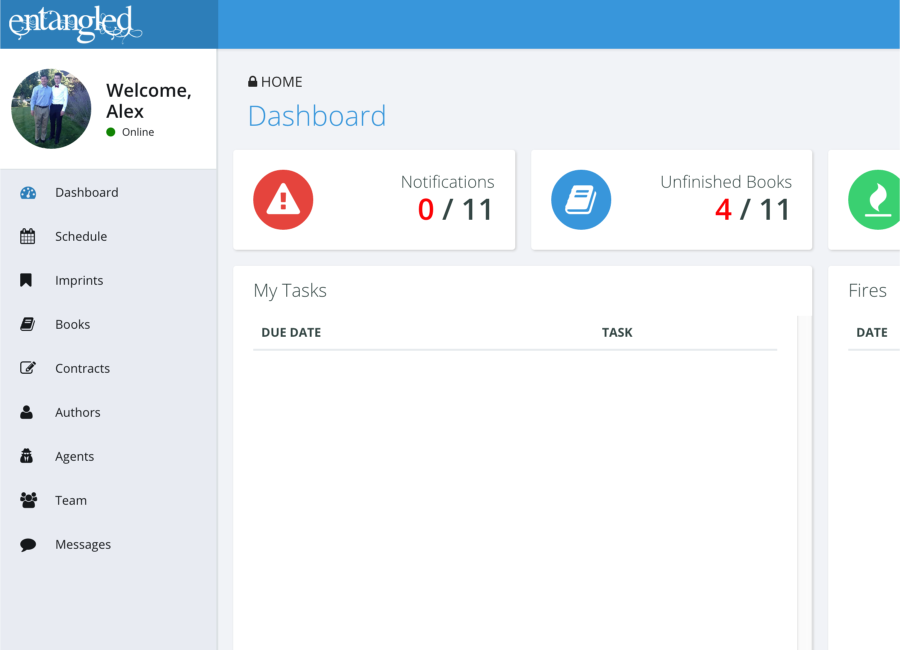 entangled
Welcome,
Alex
Online
Dashboard
Schedule
Imprints
Books
Contracts
Authors
Agents
Team
Messages
HOME
Dashboard
Notifications
0 / 11
Unfinished Books
4 / 11
My Tasks
DUE DATE TASK
Fires
DATE